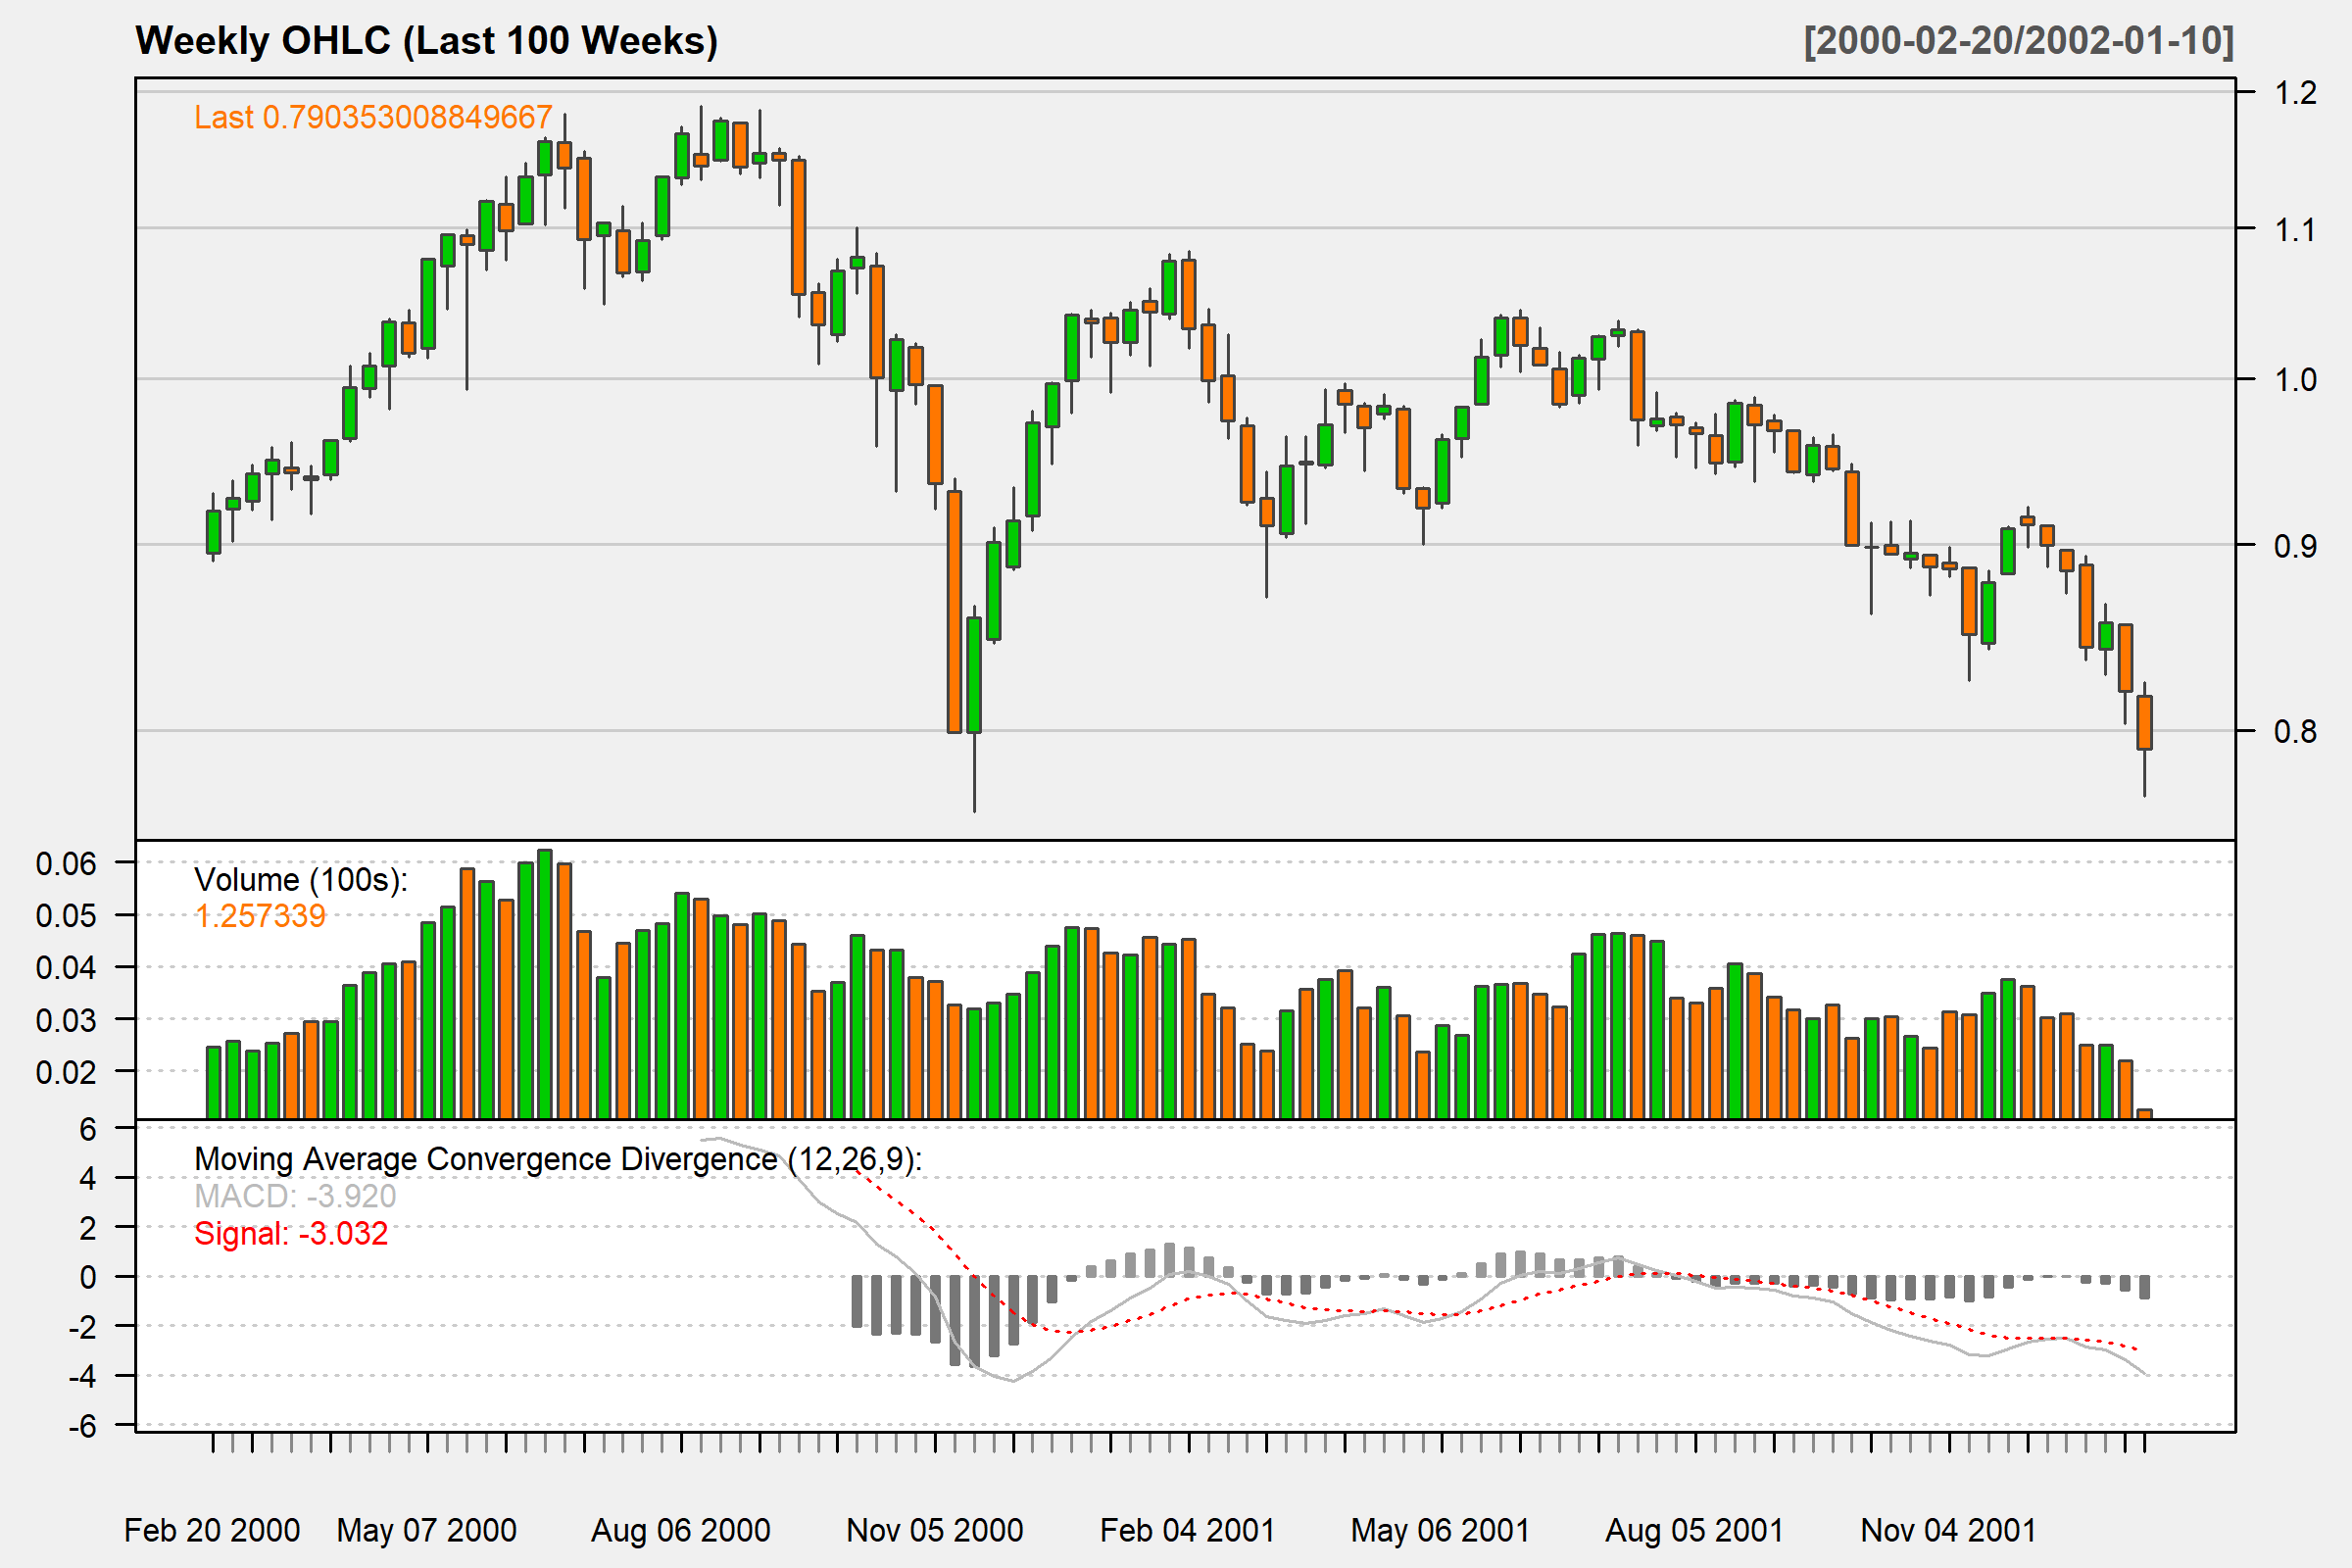 Weekly OHLC (Last 100 Weeks)
[2000-02-20/2002-01-10]
Last 0.790353008849667
1.2
1.1
1.0
0.9
0.8
0.06
0.05
0.04
0.03
0.02
Volume (100s):
1.257339
6
4
2
0
-2
-4
-6
Moving Average Convergence Divergence (12,26,9):
MACD: -3.920
Signal: -3.032
Feb 20 2000 May 07 2000 Aug 06 2000 Nov 05 2000 Feb 04 2001 May 06 2001 Aug 05 2001 Nov 04 2001